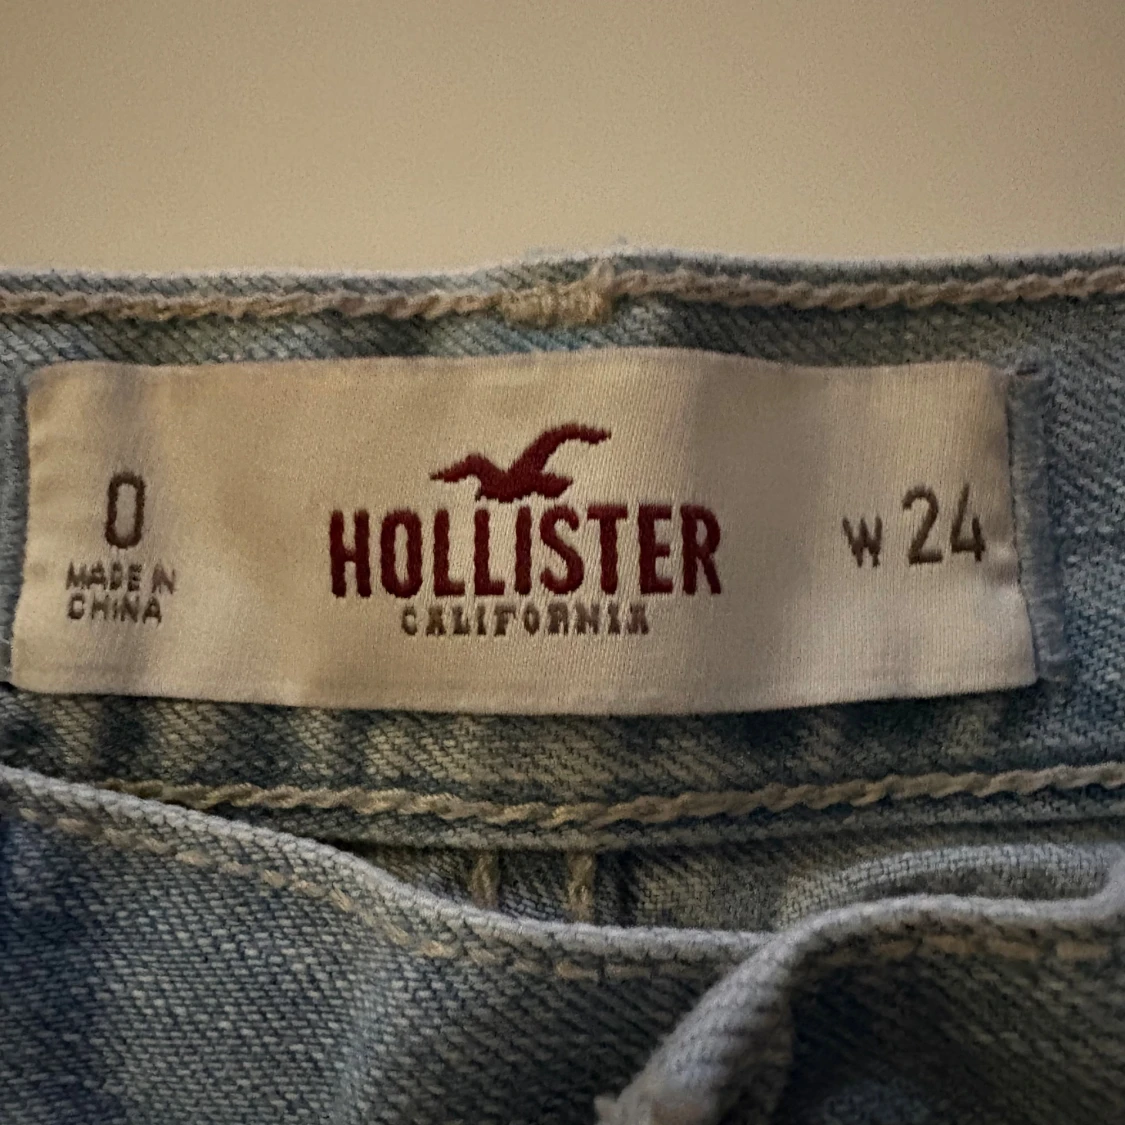 0
MADE IN
CHINA
HOLLISTER
CALIFORNIA
W 24